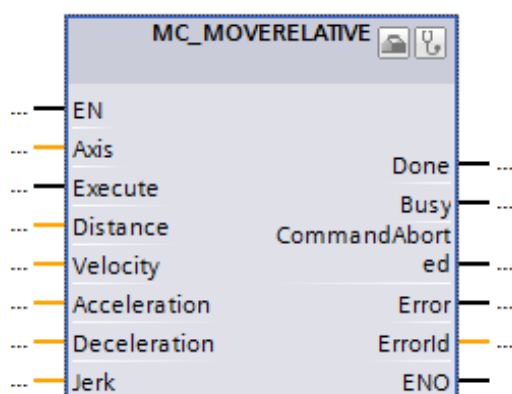 MC_MOVERELATIVE
EN
Axis
Execute
Distance
Velocity
Acceleration
Deceleration
Jerk
Done
Busy
CommandAbort
ed
Error
ErrorId
ENO